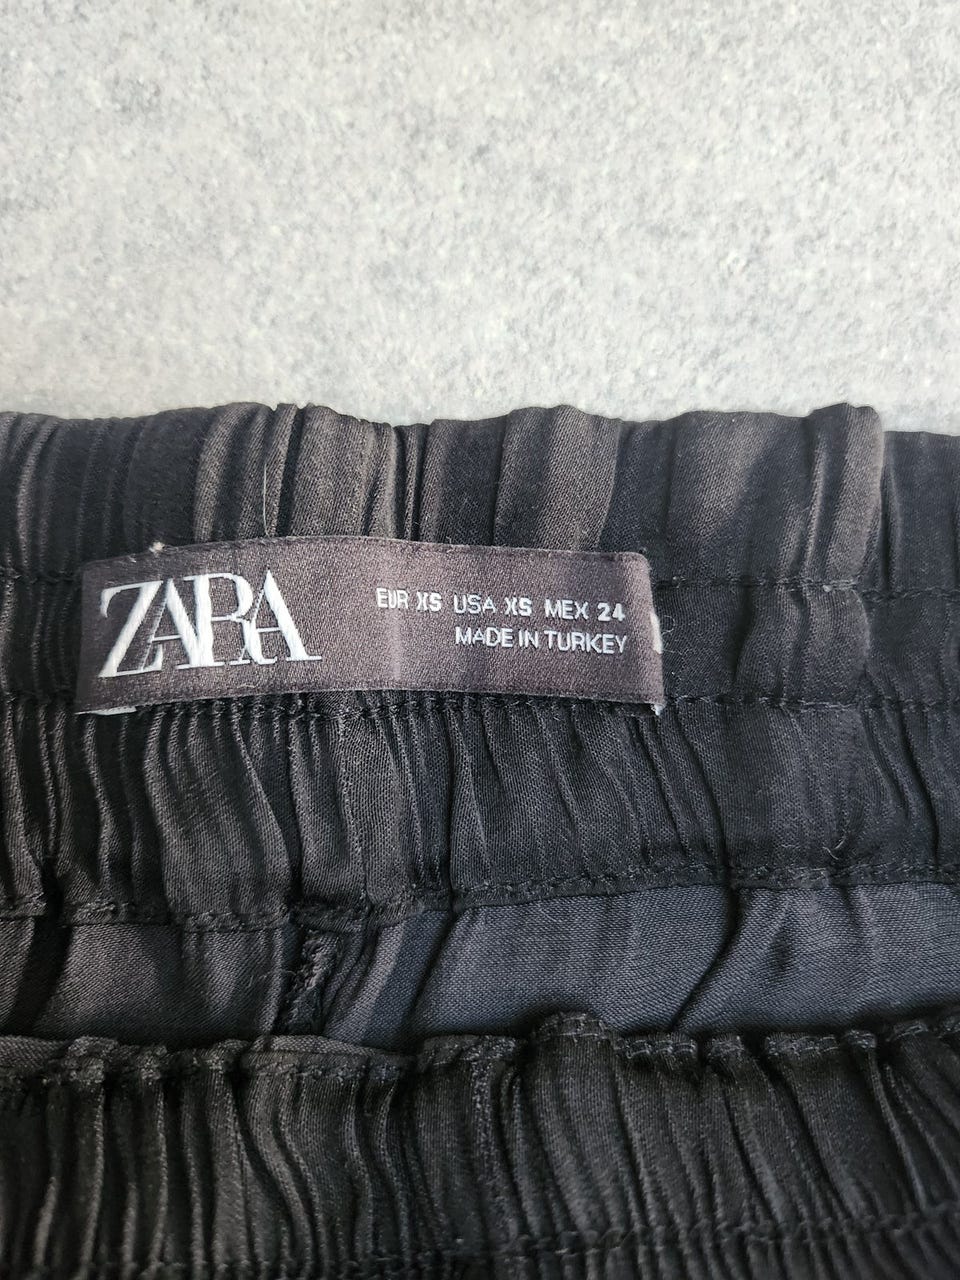 ZARA
EUR XS USA XS MEX 24
MADE IN TURKEY